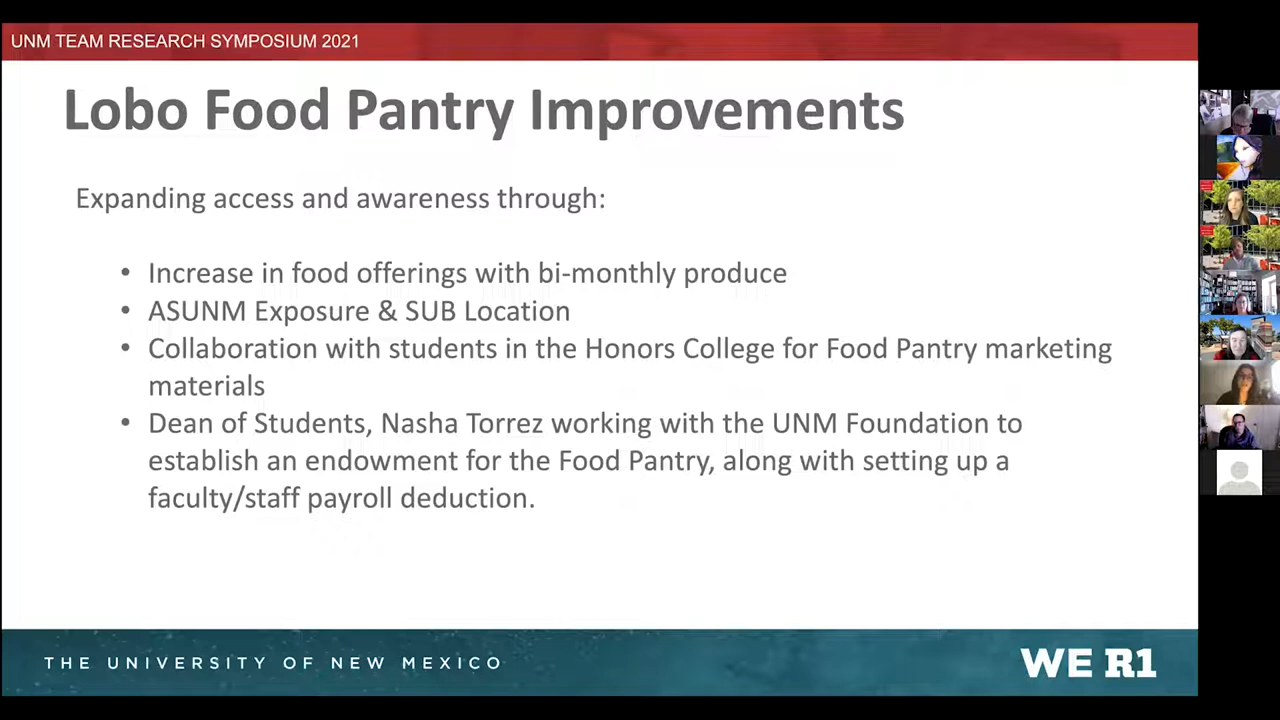 UNM TEAM RESEARCH SYMPOSIUM 2021
Lobo Food Pantry Improvements
Expanding access and awareness through:
• Increase in food offerings with bi-monthly produce
• ASUNM Exposure & SUB Location
• Collaboration with students in the Honors College for Food Pantry marketing
materials
• Dean of Students, Nasha Torrez working with the UNM Foundation to
establish an endowment for the Food Pantry, along with setting up a
faculty/staff payroll deduction.
THE UNIVERSITY OF NEW MEXICO
WE R1